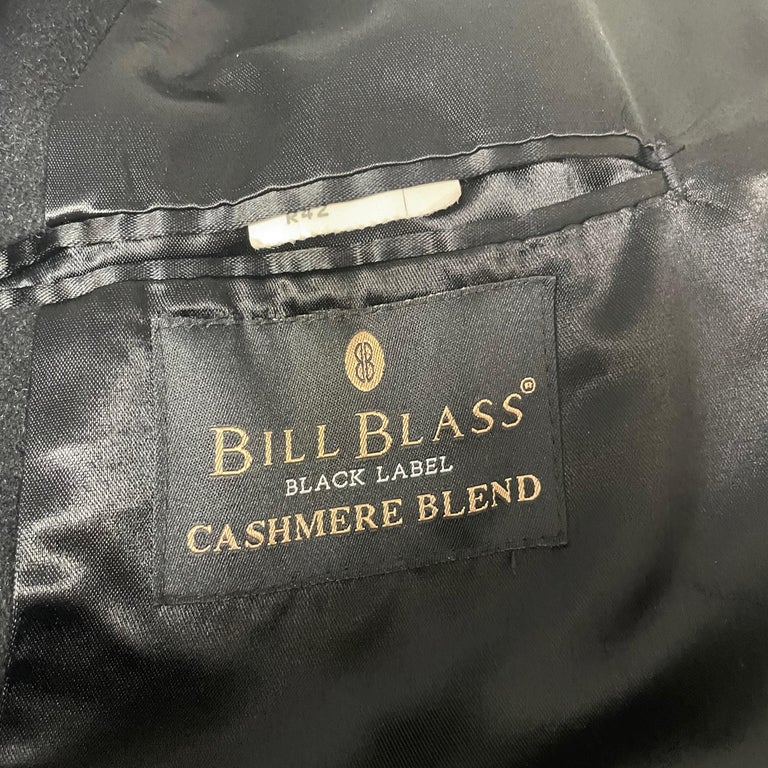 R42
BB
BILL BLASS®
BLACK LABEL
CASHMERE BLEND